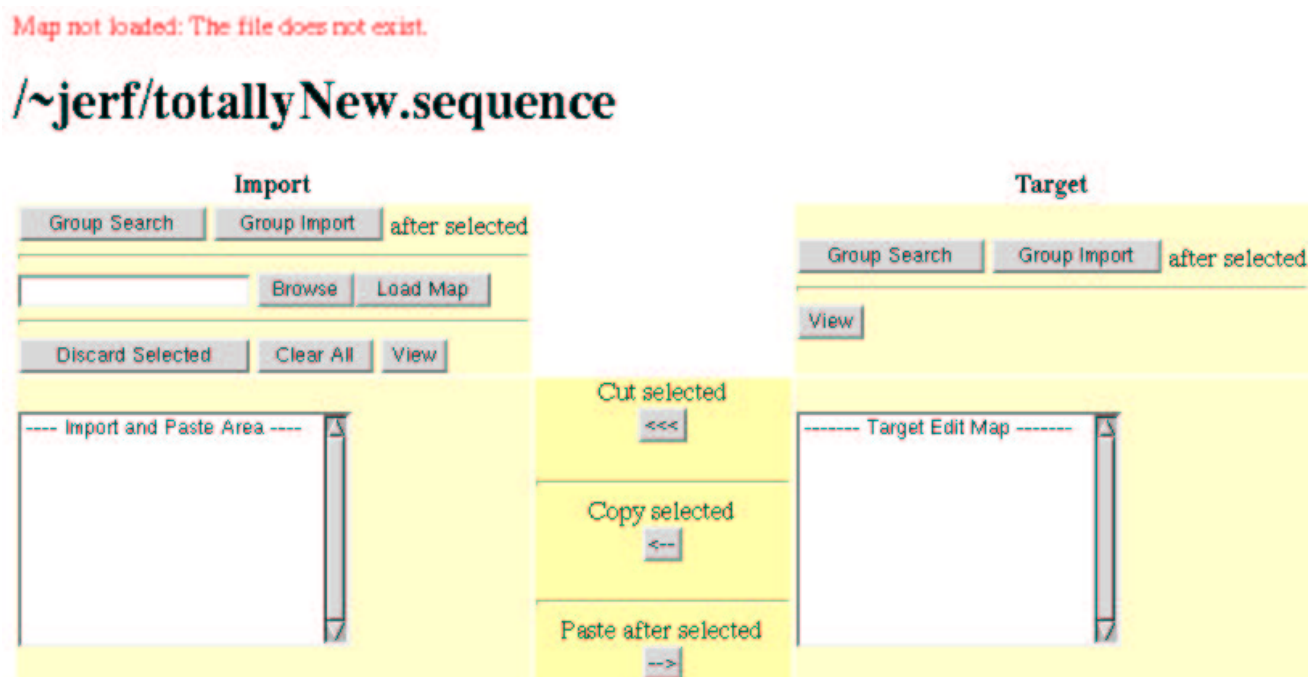 Map not loaded: The file does not exist.
/~jerf/totallyNew.sequence
Import
Target
Group Search Group Import after selected
Group Search Group Import after selected
Browse Load Map
View
Discard Selected Clear All View
Cut selected
<<<
---- Import and Paste Area ----
------- Target Edit Map -------
Copy selected
<--
Paste after selected
-->